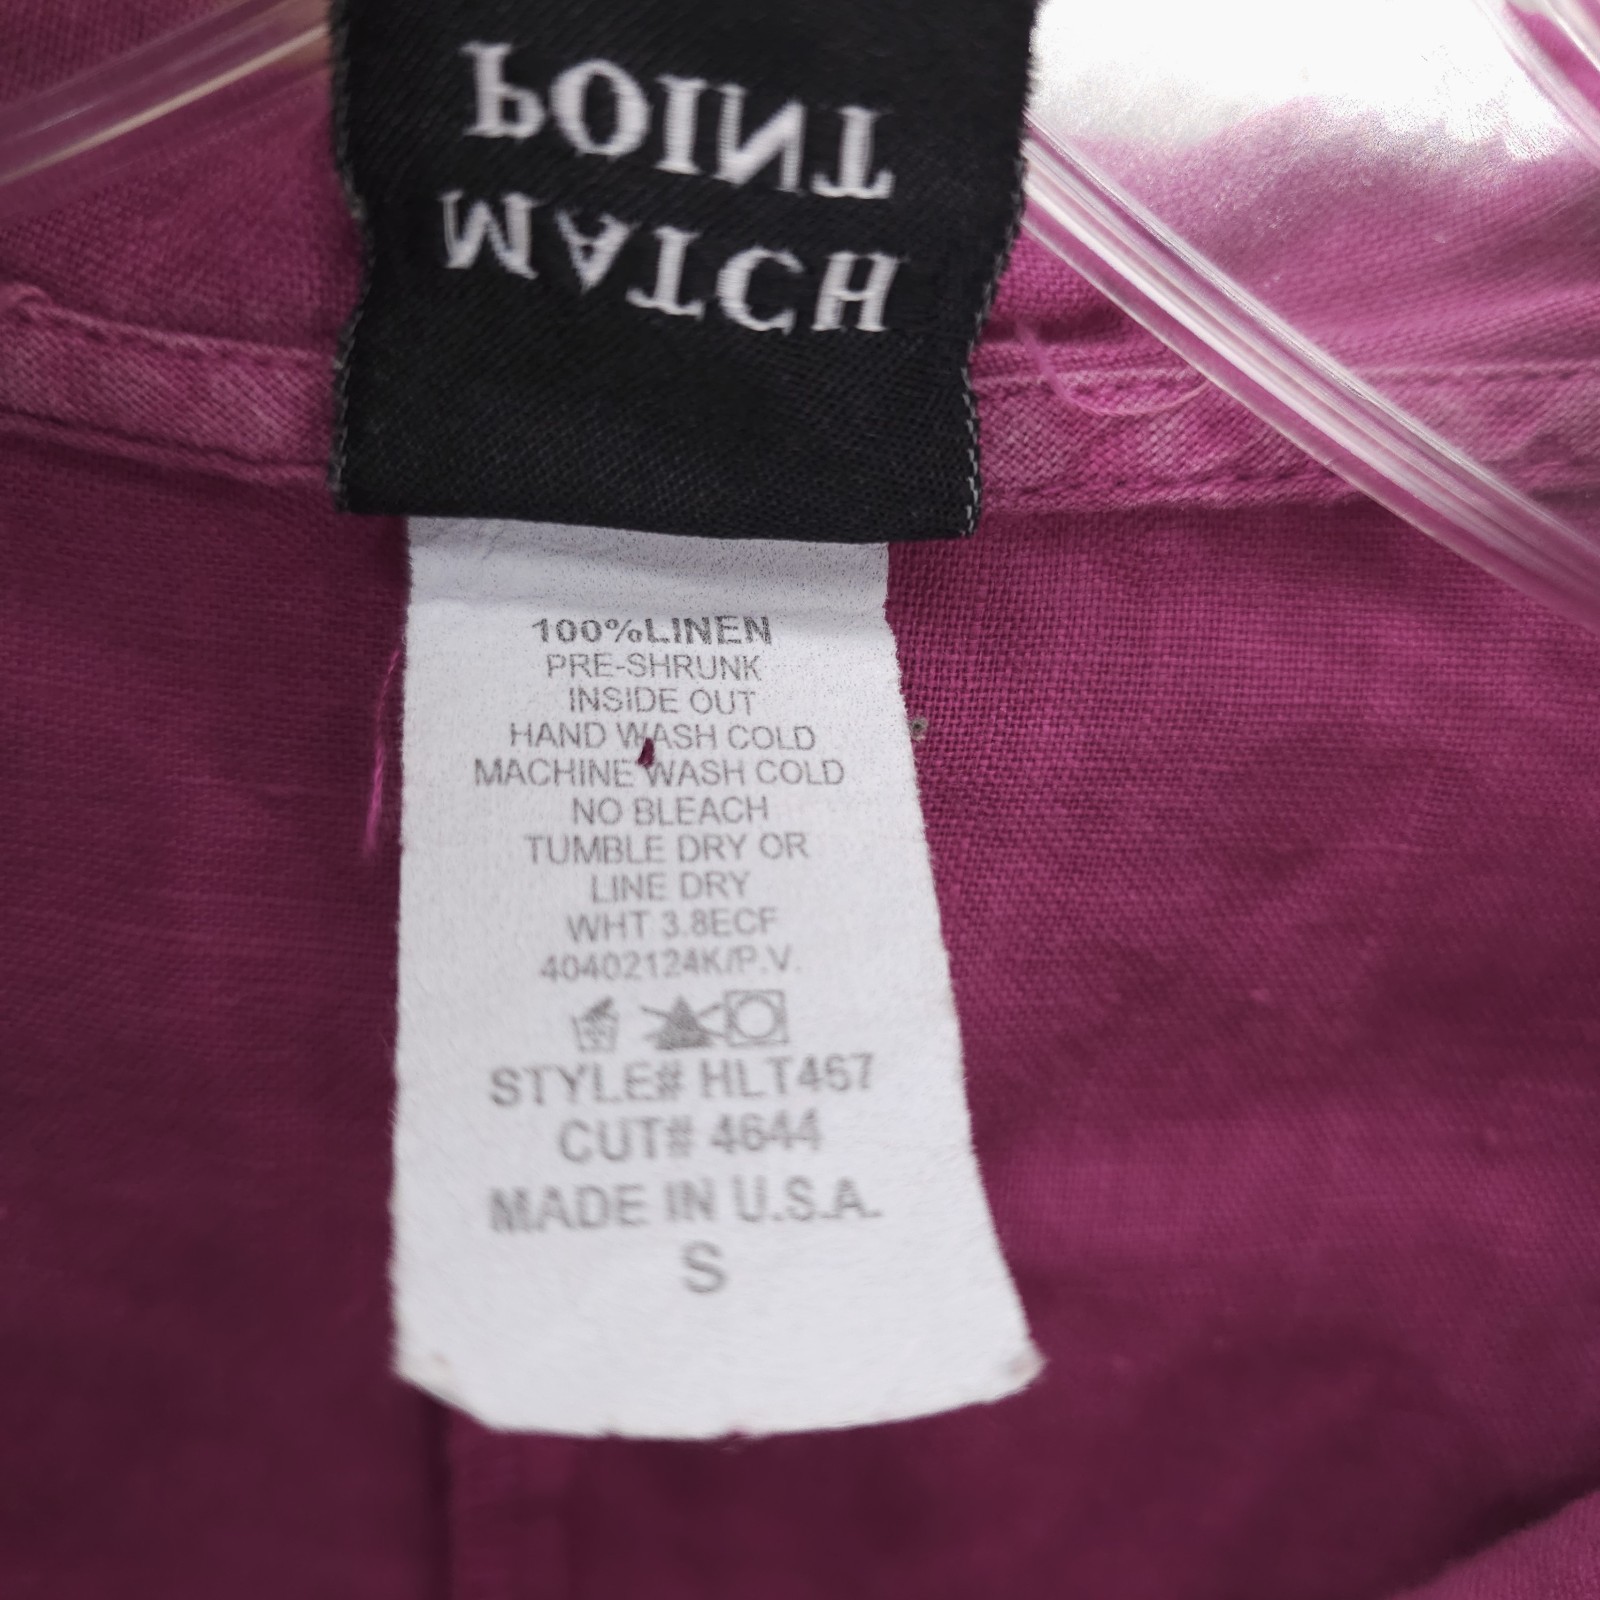 MATCH
POINT
100%LINEN
PRE-SHRUNK
INSIDE OUT
HAND WASH COLD
MACHINE WASH COLD
NO BLEACH
TUMBLE DRY OR
LINE DRY
WHT 3.8ECF
40402124K/P.V.
STYLE# HLT467
CUT# 4644
MADE IN U.S.A.
S